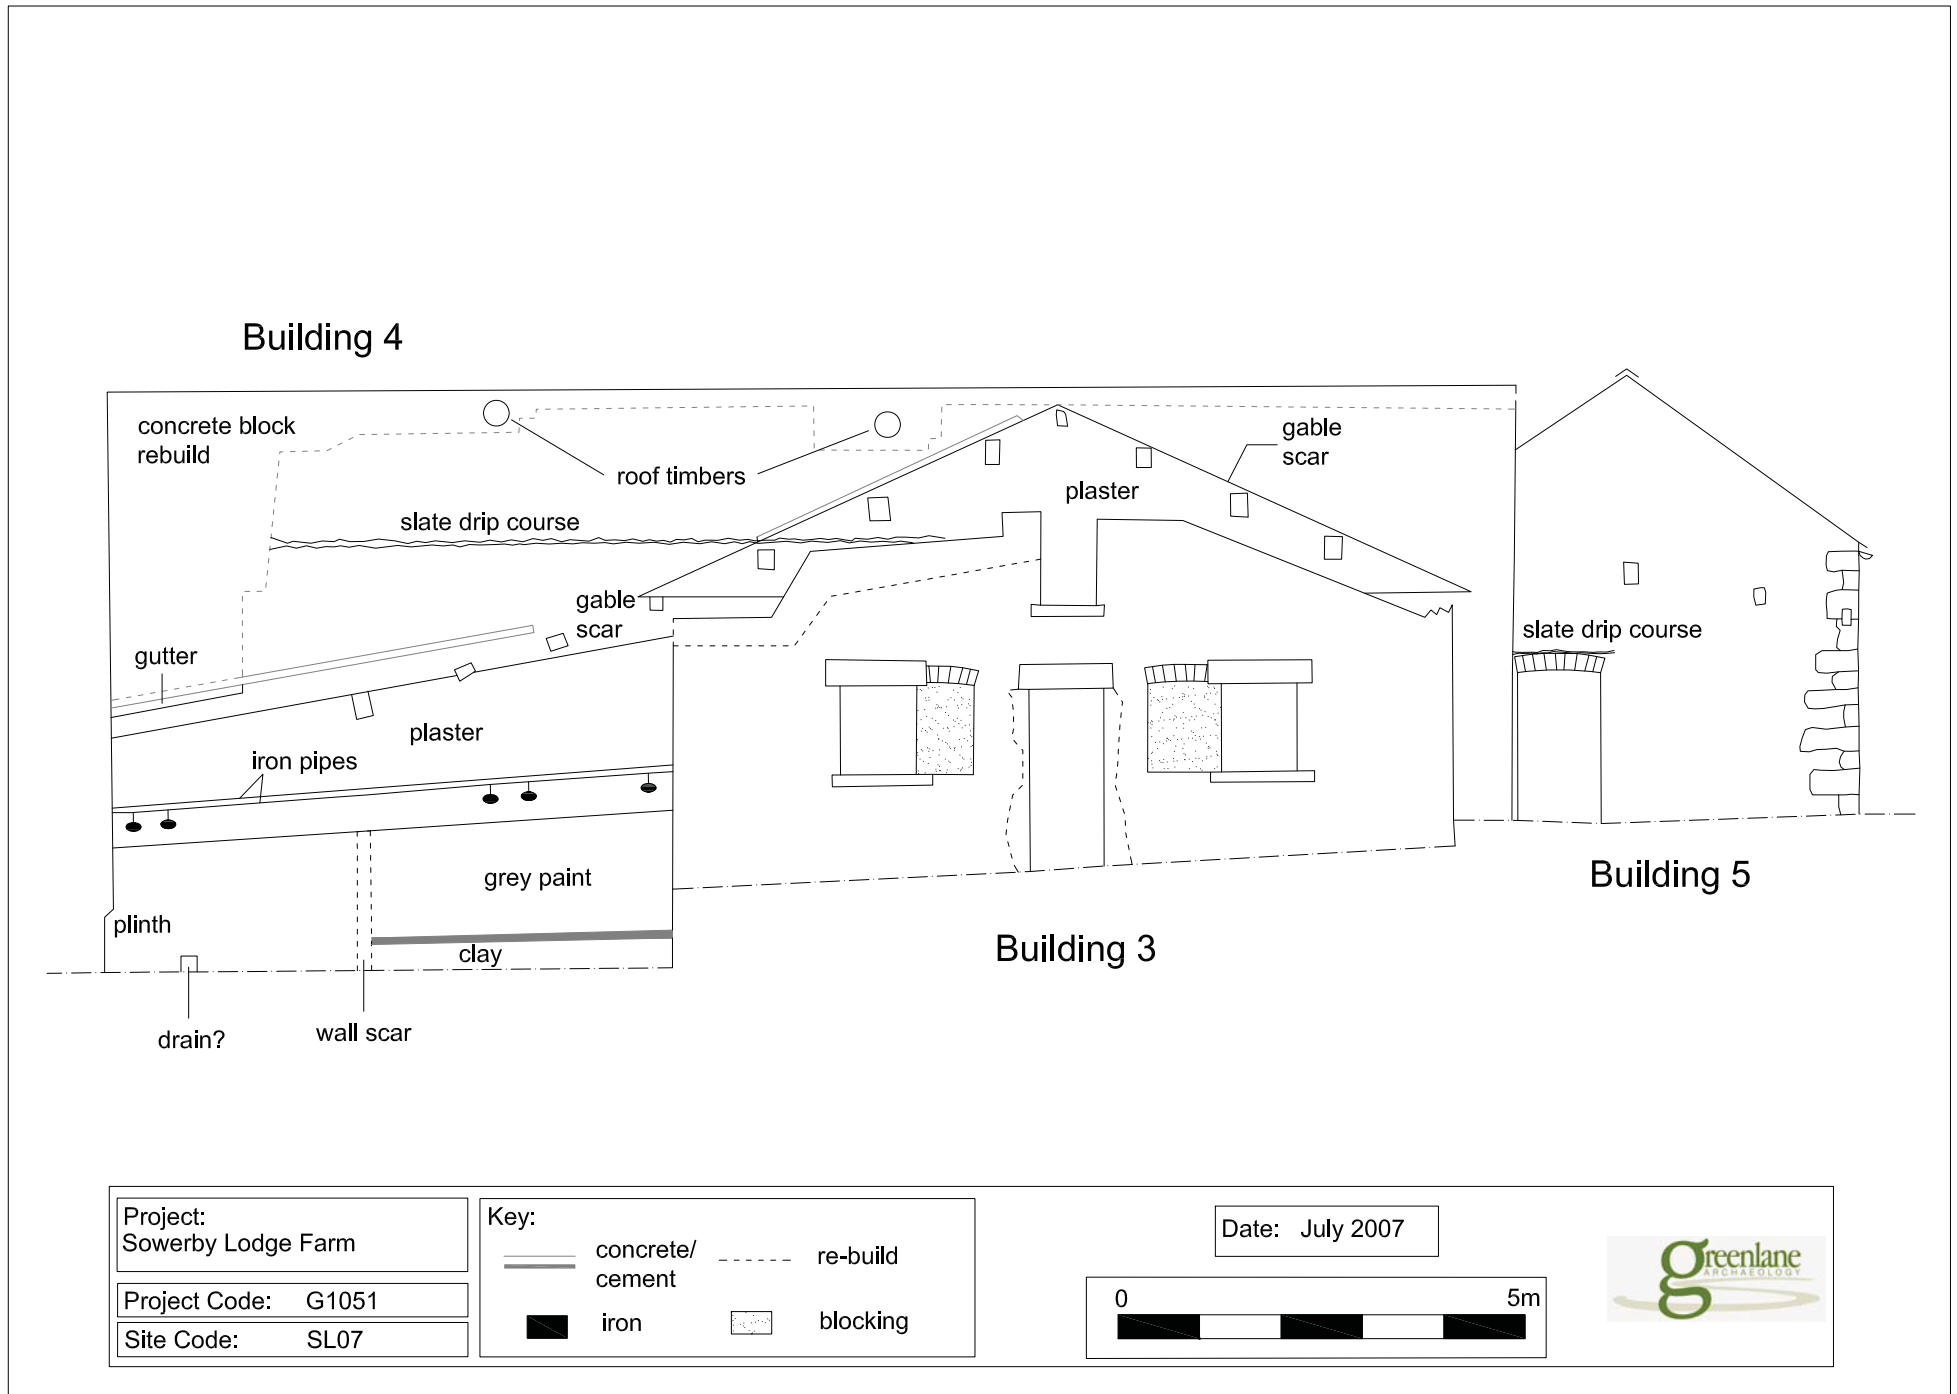 Building 4
concrete block
rebuild
roof timbers
gable
scar
plaster
slate drip course
gable
scar
gutter
slate drip course
plaster
iron pipes
grey paint
Building 5
plinth
clay
Building 3
drain?
wall scar
Project:
Sowerby Lodge Farm
Project Code: G1051
Site Code: SL07
Key:
concrete/
cement
re-build
iron
blocking
Date: July 2007
0 5m
greenlane
ARCHAEOLOGY